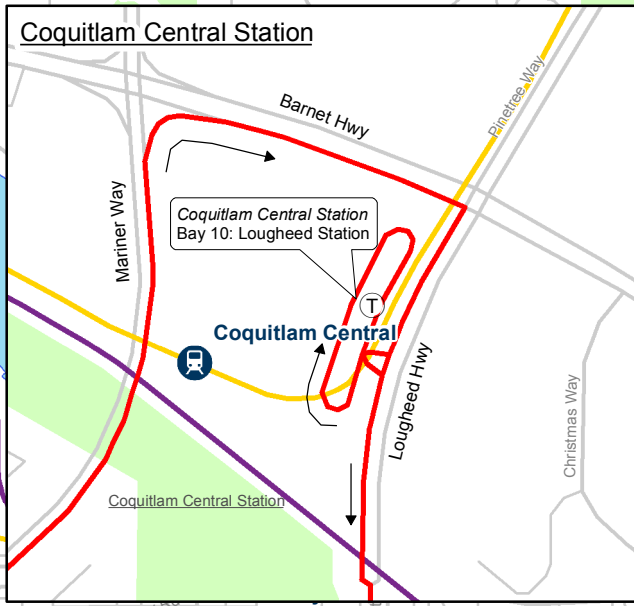 Coquitlam Central Station
Pinetree Way
Barnet Hwy
Mariner Way
Coquitlam Central Station
Bay 10: Lougheed Station
T
Coquitlam Central
Lougheed Hwy
Christmas Way
Coquitlam Central Station